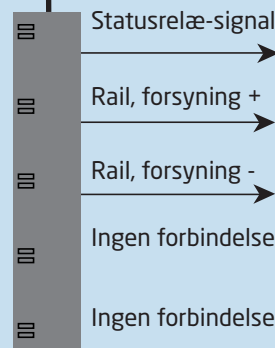 Statusrelæ-signal
Rail, forsyning +
Rail, forsyning -
Ingen forbindelse
Ingen forbindelse